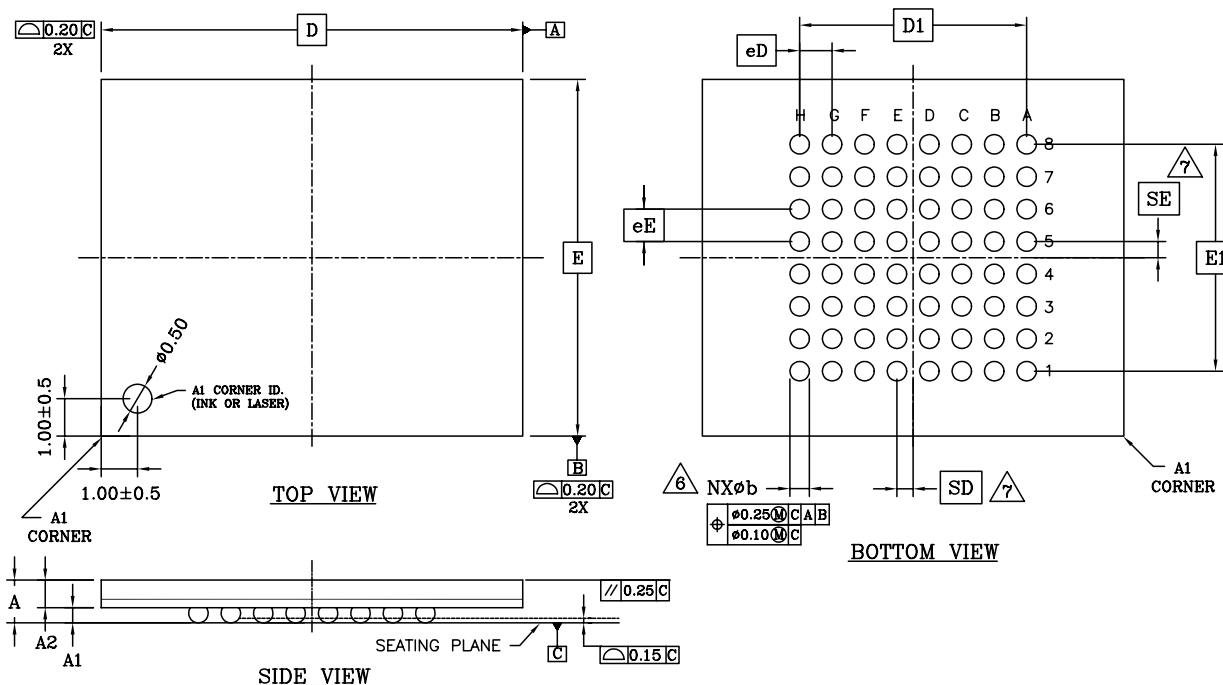 0.20 C
2X
D
A
E
ø0.50
A1 CORNER ID.
(INK OR LASER)
1.00±0.5
1.00±0.5
TOP VIEW
A1
CORNER
B
0.20 C
2X
D1
eD
H G F E D C B A
8
7
6
5
4
3
2
1
7
SE
eE
E1
6 NXøb
ø0.25 M C A B
ø0.10 M C
SD 7
A1
CORNER
BOTTOM VIEW
A
A2
A1
// 0.25 C
SEATING PLANE
C
0.15 C
SIDE VIEW